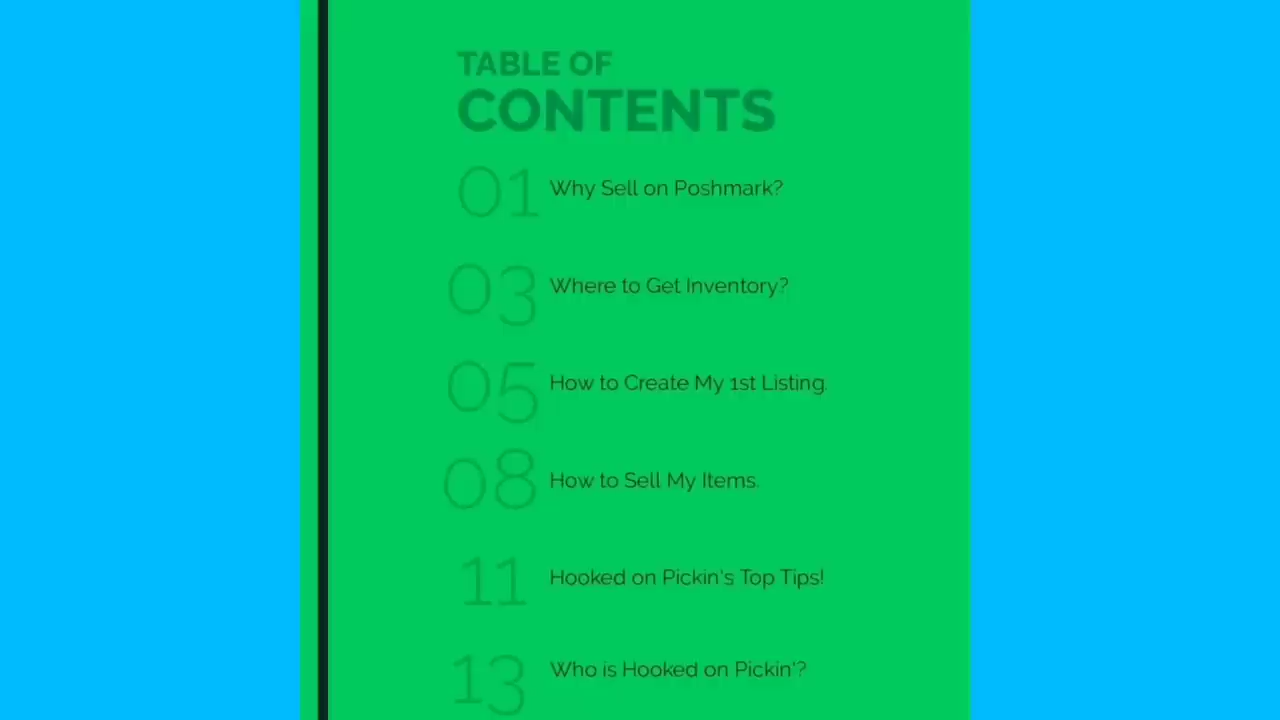 TABLE OF
CONTENTS
01 Why Sell on Poshmark?
03 Where to Get Inventory?
05 How to Create My 1st Listing.
08 How to Sell My Items.
11 Hooked on Pickin's Top Tips!
13 Who is Hooked on Pickin'?